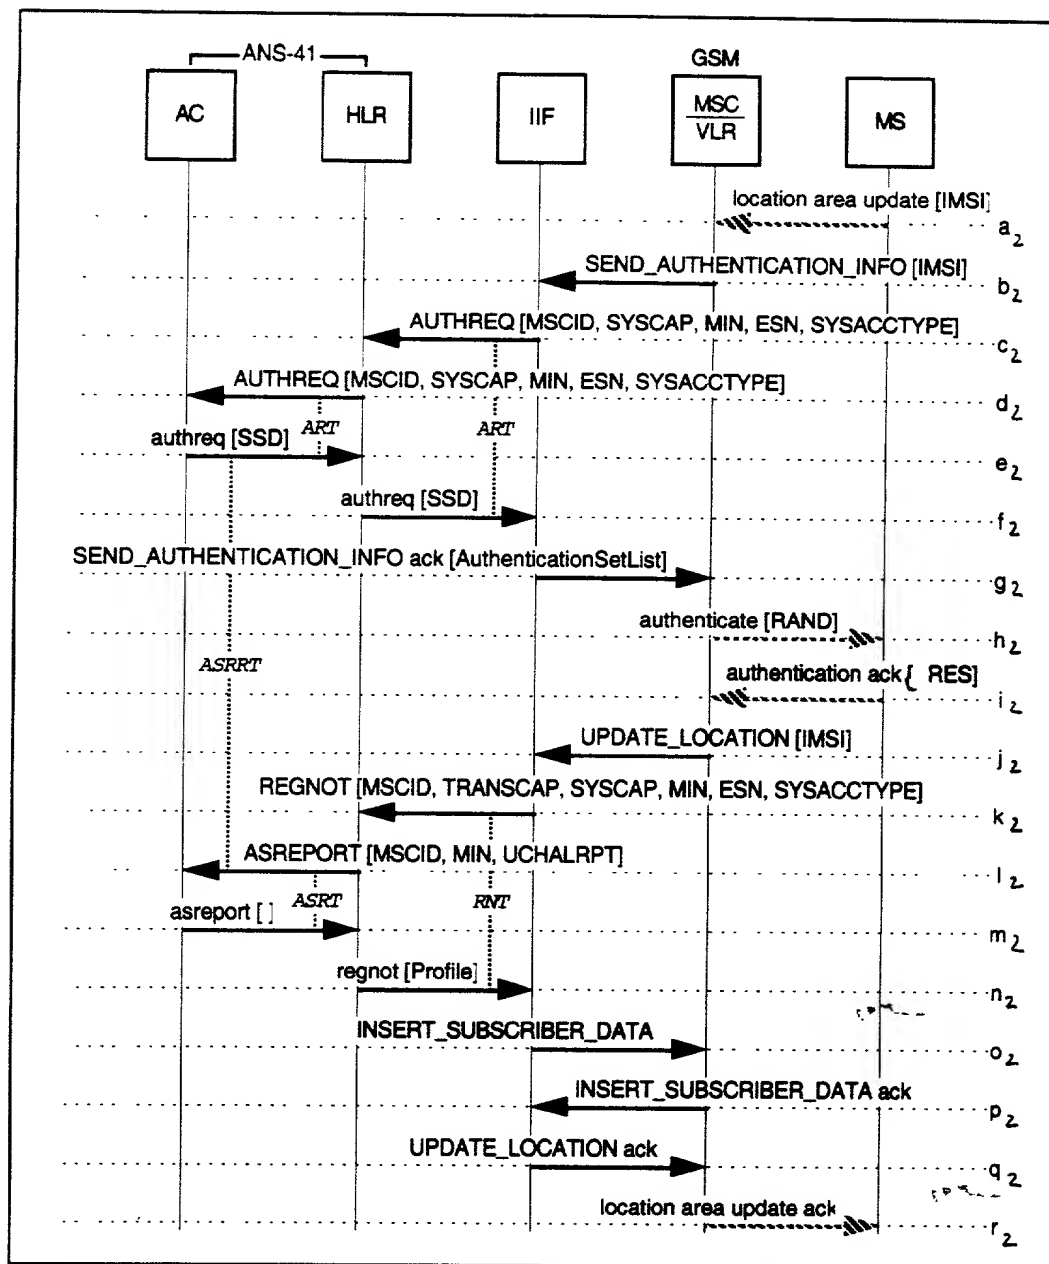 ANS-41
GSM
AC
HLR
IIF
MSC
VLR
MS
location area update [IMSI]
a2
SEND_AUTHENTICATION_INFO [IMSI]
b2
AUTHREQ [MSCID, SYSCAP, MIN, ESN, SYSACCTYPE]
c2
AUTHREQ [MSCID, SYSCAP, MIN, ESN, SYSACCTYPE]
d2
ART
ART
authreq [SSD]
e2
authreq [SSD]
f2
SEND_AUTHENTICATION_INFO ack [AuthenticationSetList]
g2
authenticate [RAND]
h2
ASRRT
authentication ack{ RES]
i2
UPDATE_LOCATION [IMSI]
j2
REGNOT [MSCID, TRANSCAP, SYSCAP, MIN, ESN, SYSACCTYPE]
k2
ASREPORT [MSCID, MIN, UCHALRPT]
l2
ASRT
RNT
asreport [ ]
m2
regnot [Profile]
n2
INSERT_SUBSCRIBER_DATA
o2
INSERT_SUBSCRIBER_DATA ack
p2
UPDATE_LOCATION ack
q2
location area update ack
r2